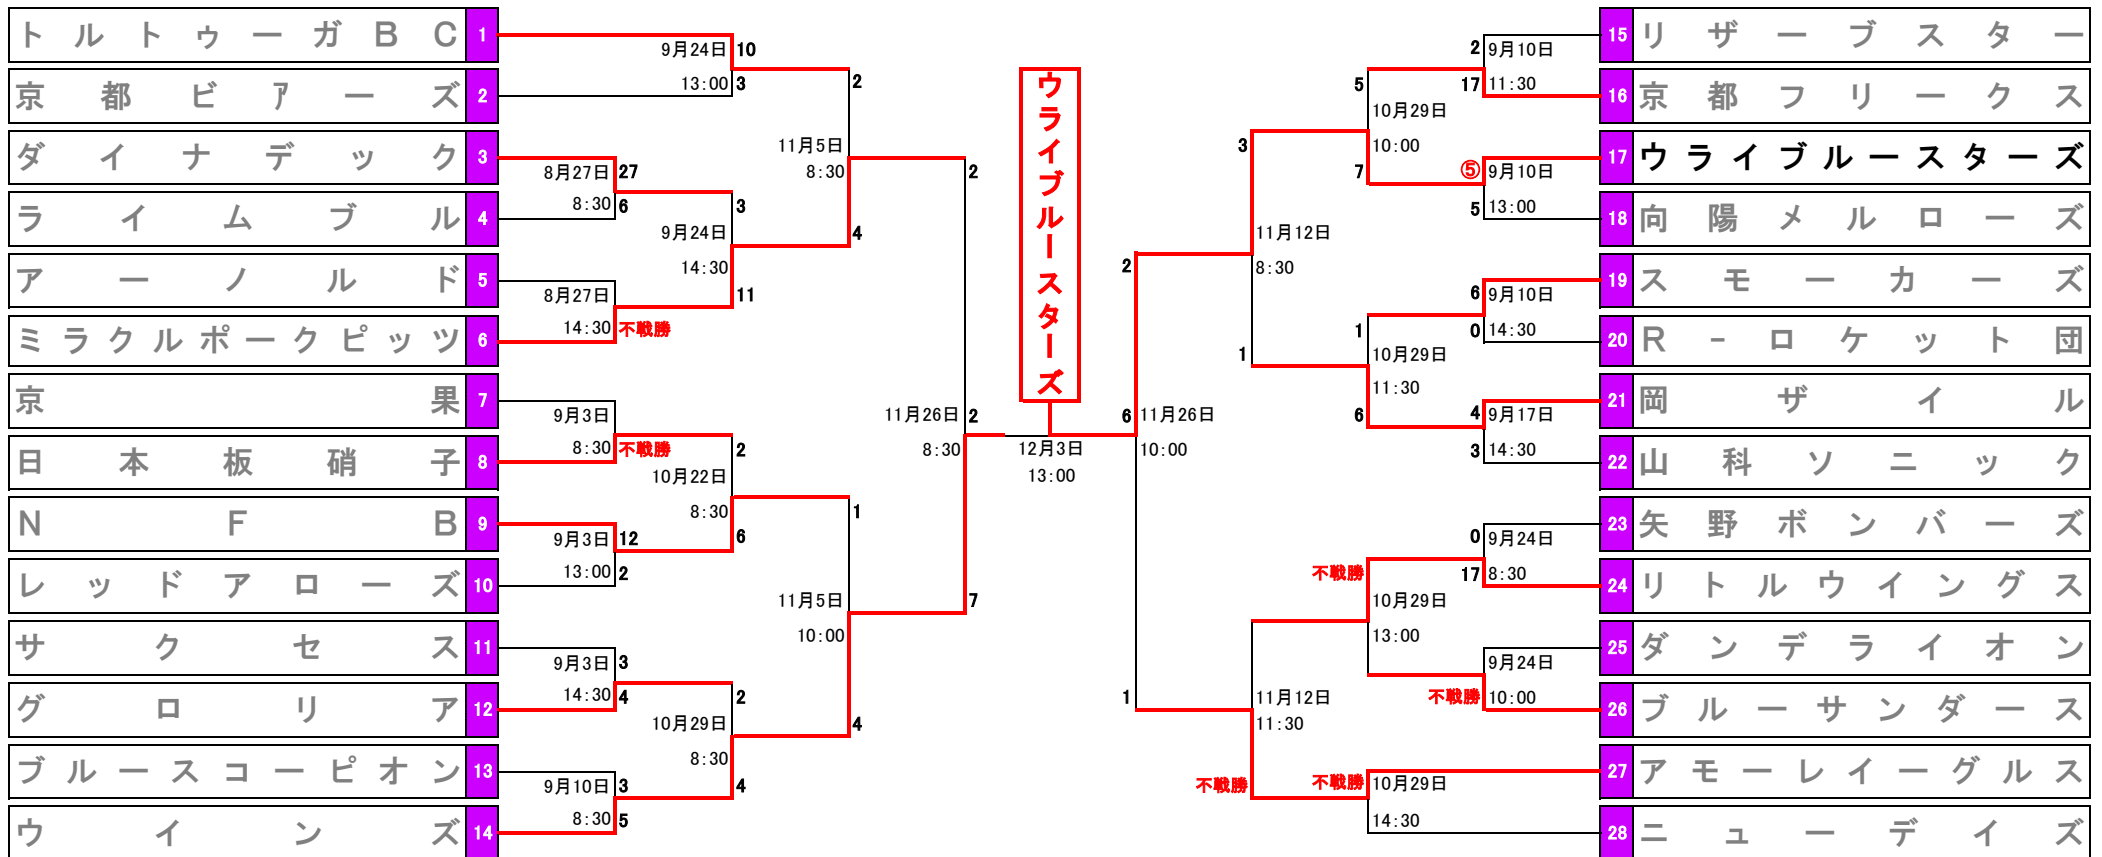 トルトゥーガBC 1
京都ビアーズ 2
ダイナデック 3
ライムブル 4
アーノルド 5
ミラクルポークピッツ 6
京果 7
日本板硝子 8
NFB 9
レッドアローズ 10
サクセス 11
グロリア 12
ブルースコーピオン 13
ウインズ 14
9月24日 10
13:00 3
8月27日 27
8:30 6
8月27日
14:30 不戦勝
9月3日
8:30 不戦勝
9月3日 12
13:00 2
9月3日 3
14:30 4
9月10日 3
8:30 5
3
9月24日
14:30
11
2
10月22日
8:30
6
2
10月29日
8:30
4
2
11月5日
8:30
4
1
11月5日
10:00
4
2
11月26日 2
8:30
7
ウライブルースターズ
12月3日
13:00
2
6 11月26日
10:00
1
3
11月12日
8:30
1
11月12日
11:30
不戦勝
5
10月29日
10:00
7
1
10月29日
11:30
6
不戦勝
10月29日
13:00
不戦勝 10月29日
14:30
2 9月10日
17 11:30
⑤ 9月10日
5 13:00
6 9月10日
0 14:30
4 9月17日
3 14:30
0 9月24日
17 8:30
9月24日
不戦勝 10:00
15 リザーブスター
16 京都フリークス
17 ウライブルースターズ
18 向陽メルローズ
19 スモーカーズ
20 R-ロケット団
21 岡ザイル
22 山科ソニック
23 矢野ボンバーズ
24 リトルウイングス
25 ダンデライオン
26 ブルーサンダース
27 アモーレイーグルス
28 ニューデイズ